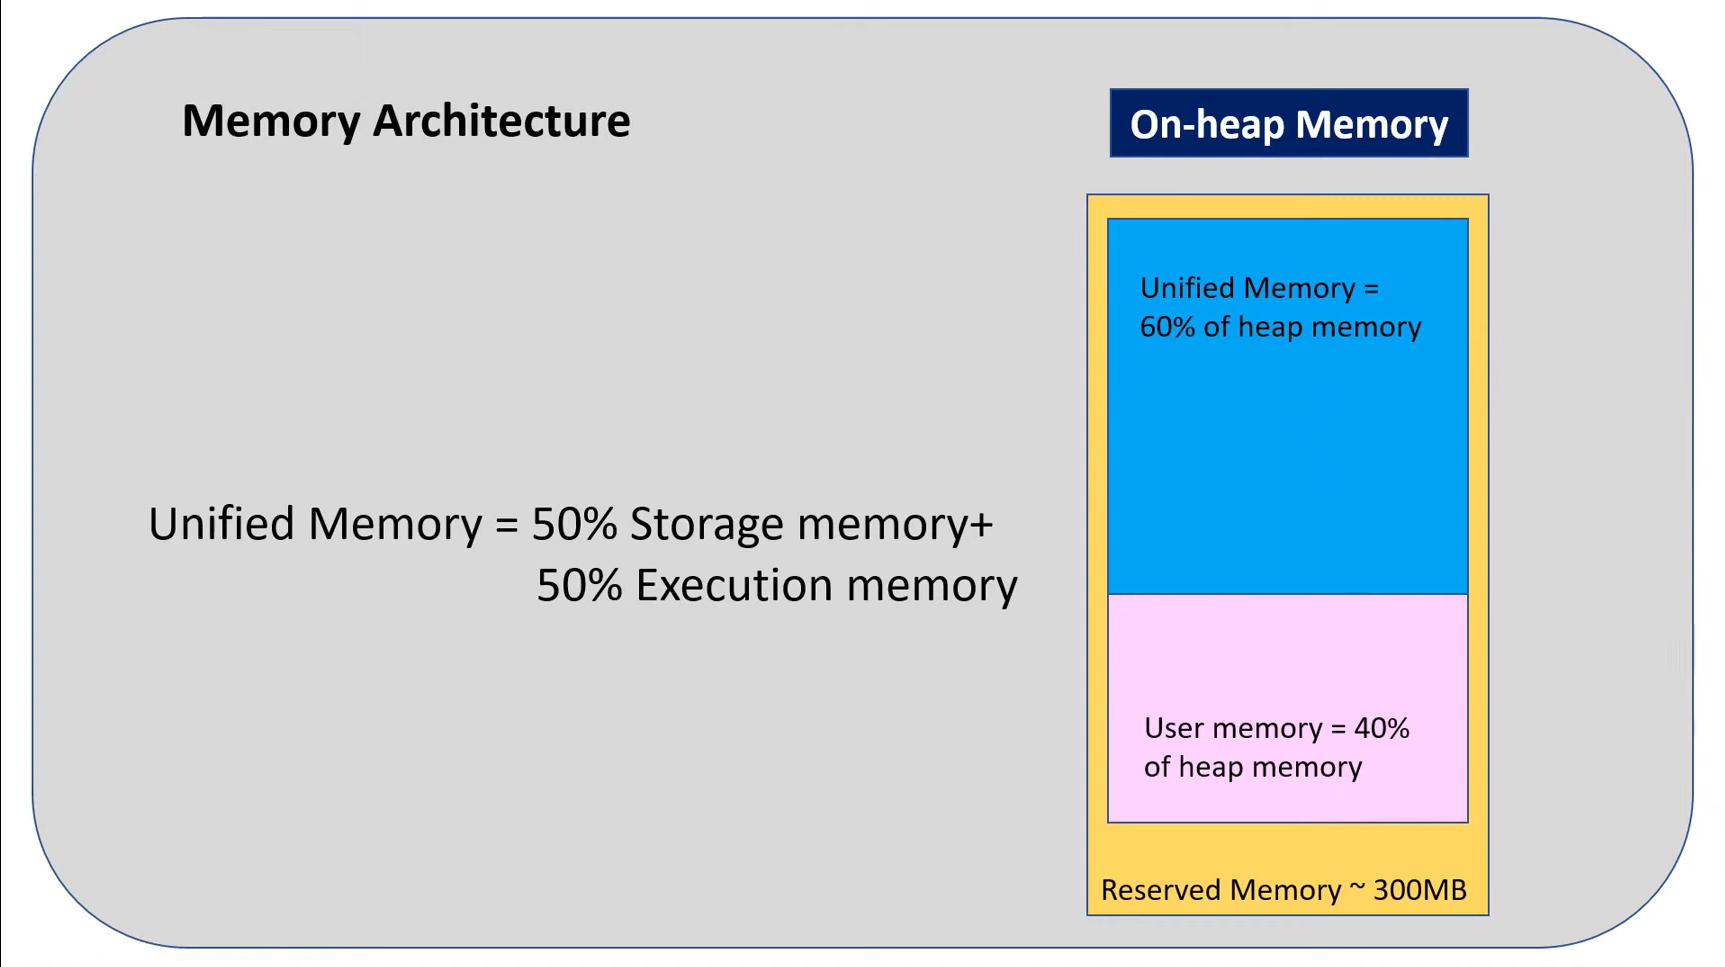 Memory Architecture
On-heap Memory
Unified Memory =
60% of heap memory
Unified Memory = 50% Storage memory+
50% Execution memory
User memory = 40%
of heap memory
Reserved Memory ~ 300MB